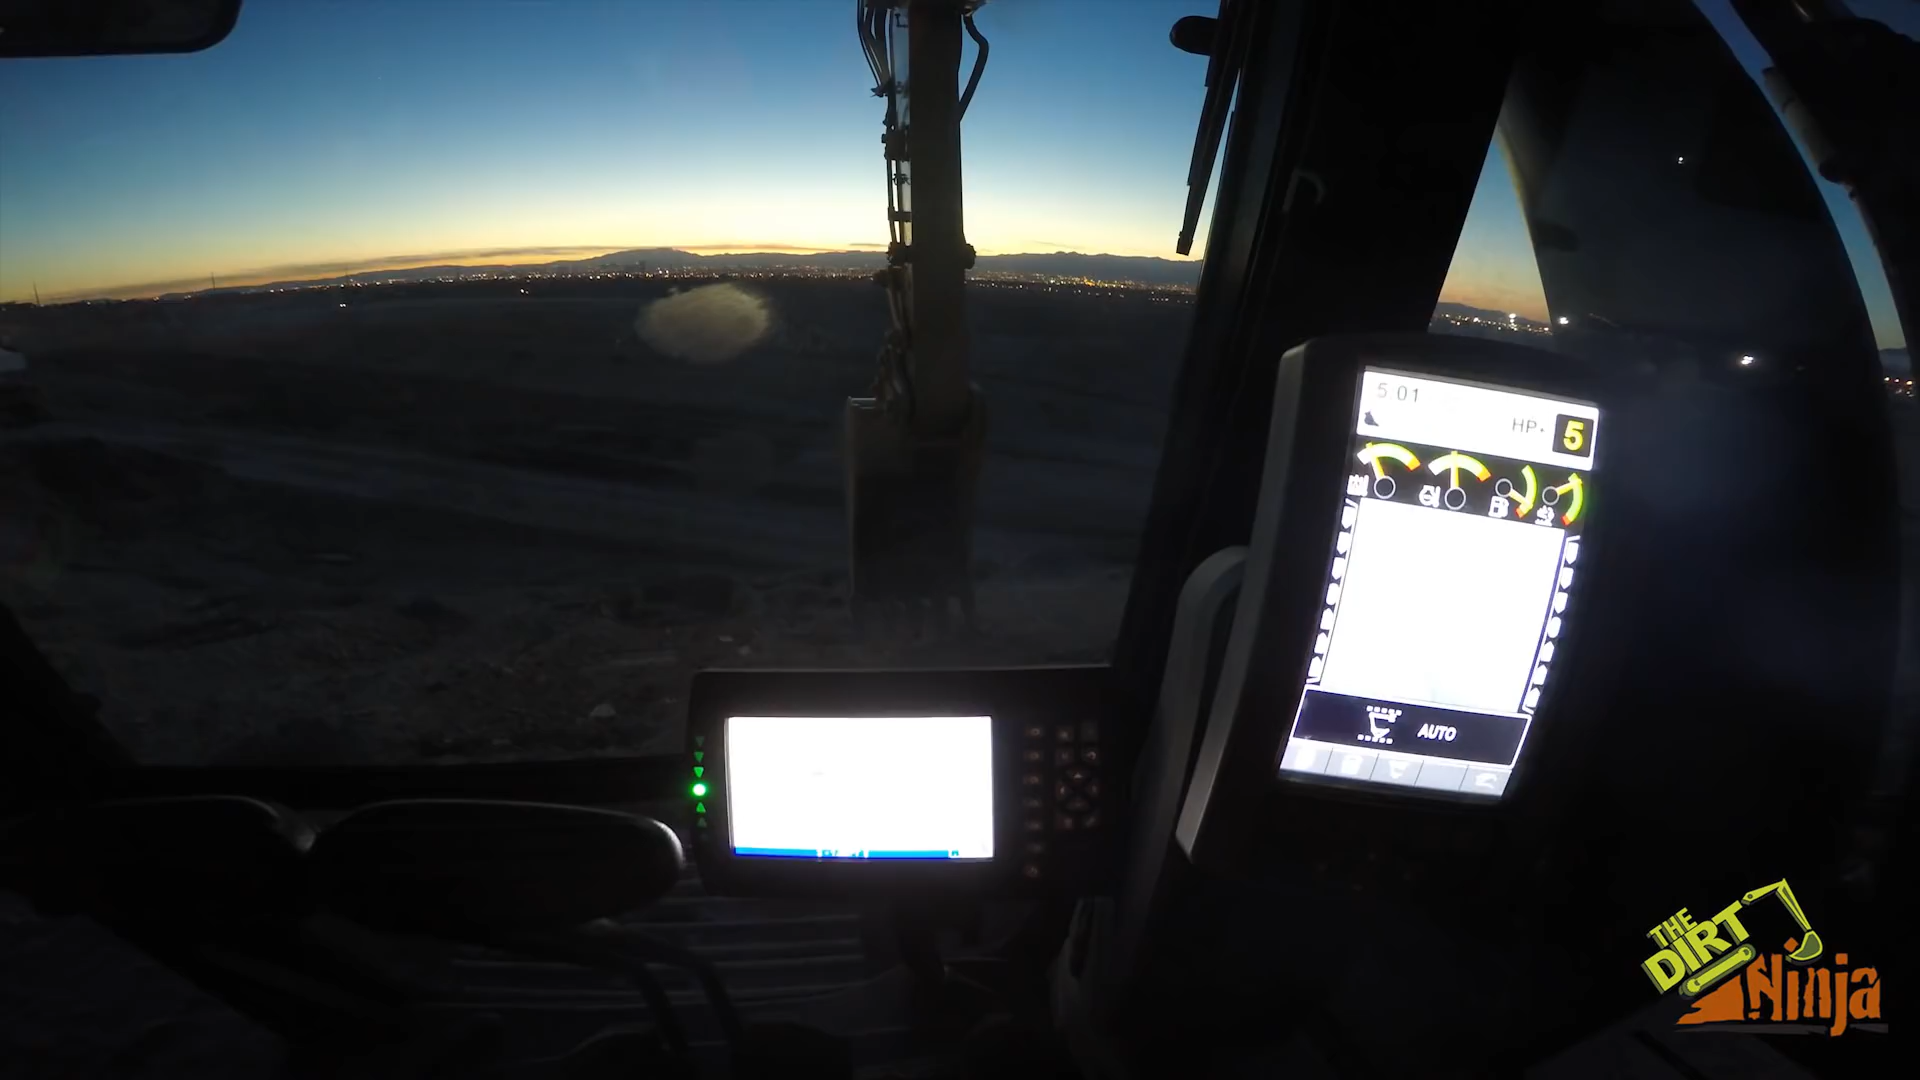 5 01
HP+
5
AUTO
THE
DIRT
Ninja